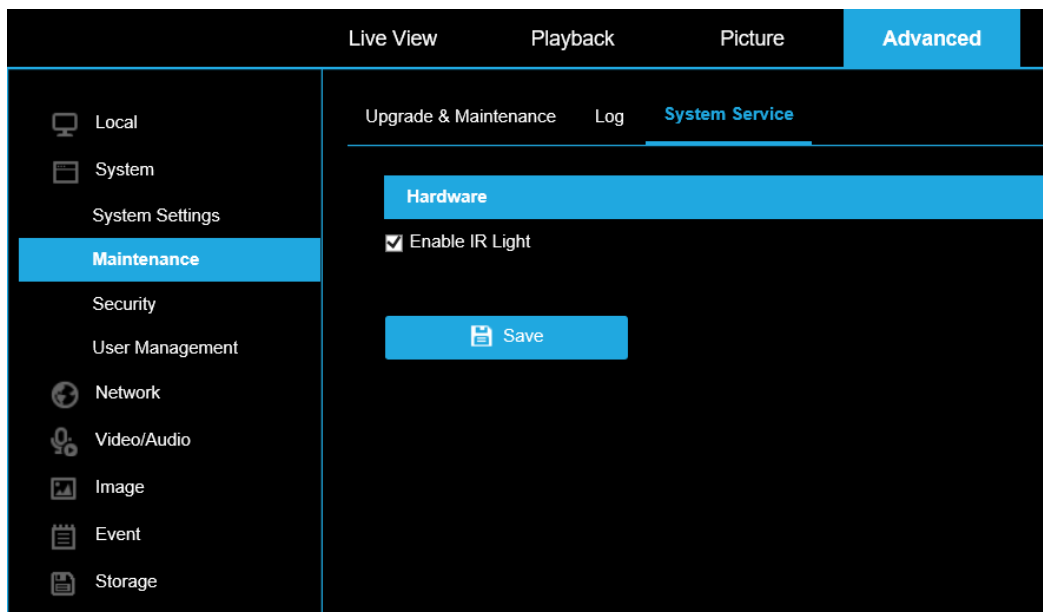 Live View Playback Picture Advanced
Local
System
System Settings
Maintenance
Security
User Management
Network
Video/Audio
Image
Event
Storage
Upgrade & Maintenance Log System Service
Hardware
Enable IR Light
Save